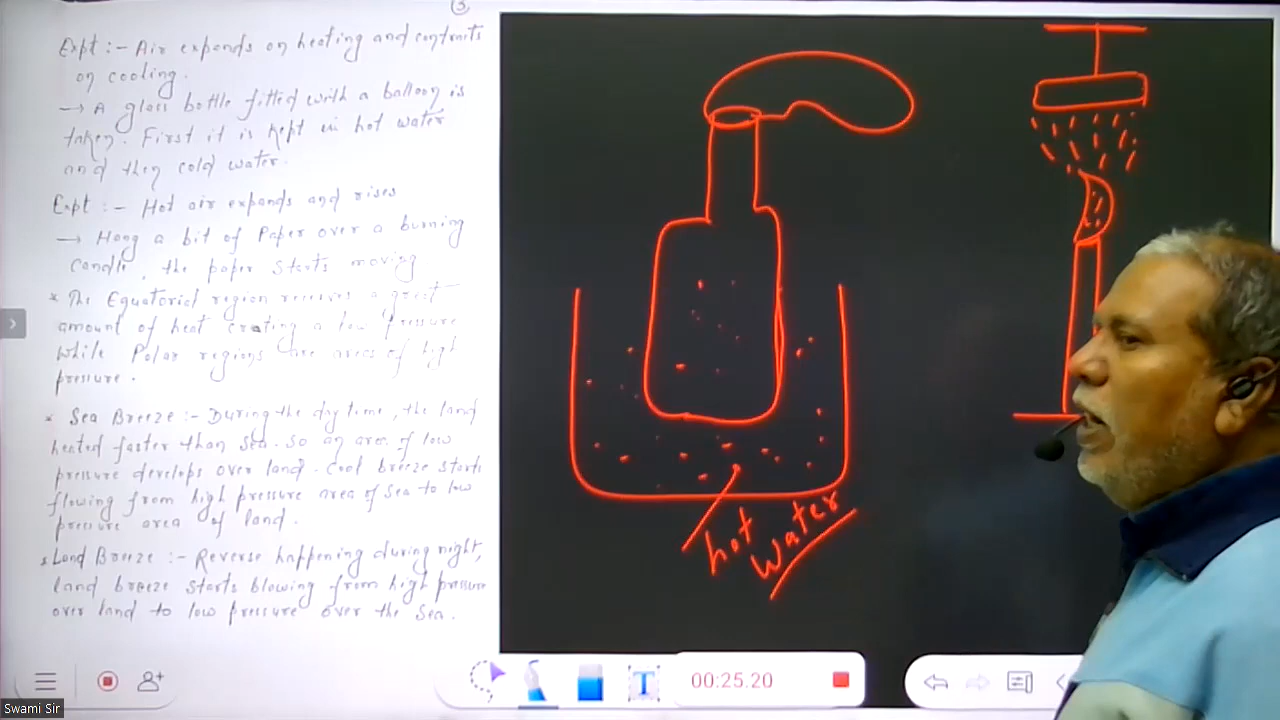 3
Expt :- Air expands on heating and contracts
on cooling.
→ A glass bottle fitted with a balloon is
taken. First it is kept in hot water
and then cold water.
Expt :- Hot air expands and rises
→ Hang a bit of Paper over a burning
candle, the paper starts moving
* The Equatorial region receives a great
amount of heat creating a low pressure
while Polar regions are areas of high
pressure.
* Sea Breeze :- During the day time, the land
heated faster than sea. So an area of low
pressure develops over land. Cool breeze starts
flowing from high pressure area of sea to low
pressure area of land.
* Land Breeze :- Reverse happening during night,
land breeze starts blowing from high pressure
over land to low pressure over the sea.
hot
water
T
00:25.20
Swami Sir